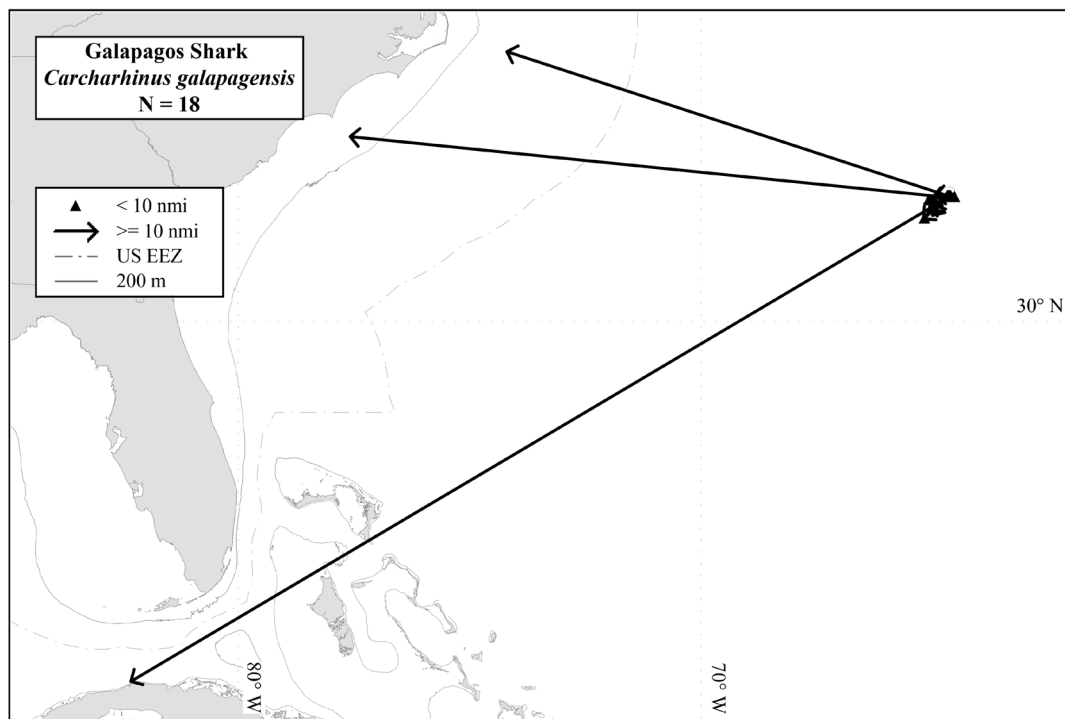 Galapagos Shark
Carcharhinus galapagensis
N = 18
< 10 nmi
>= 10 nmi
US EEZ
200 m
30° N
80° W
70° W